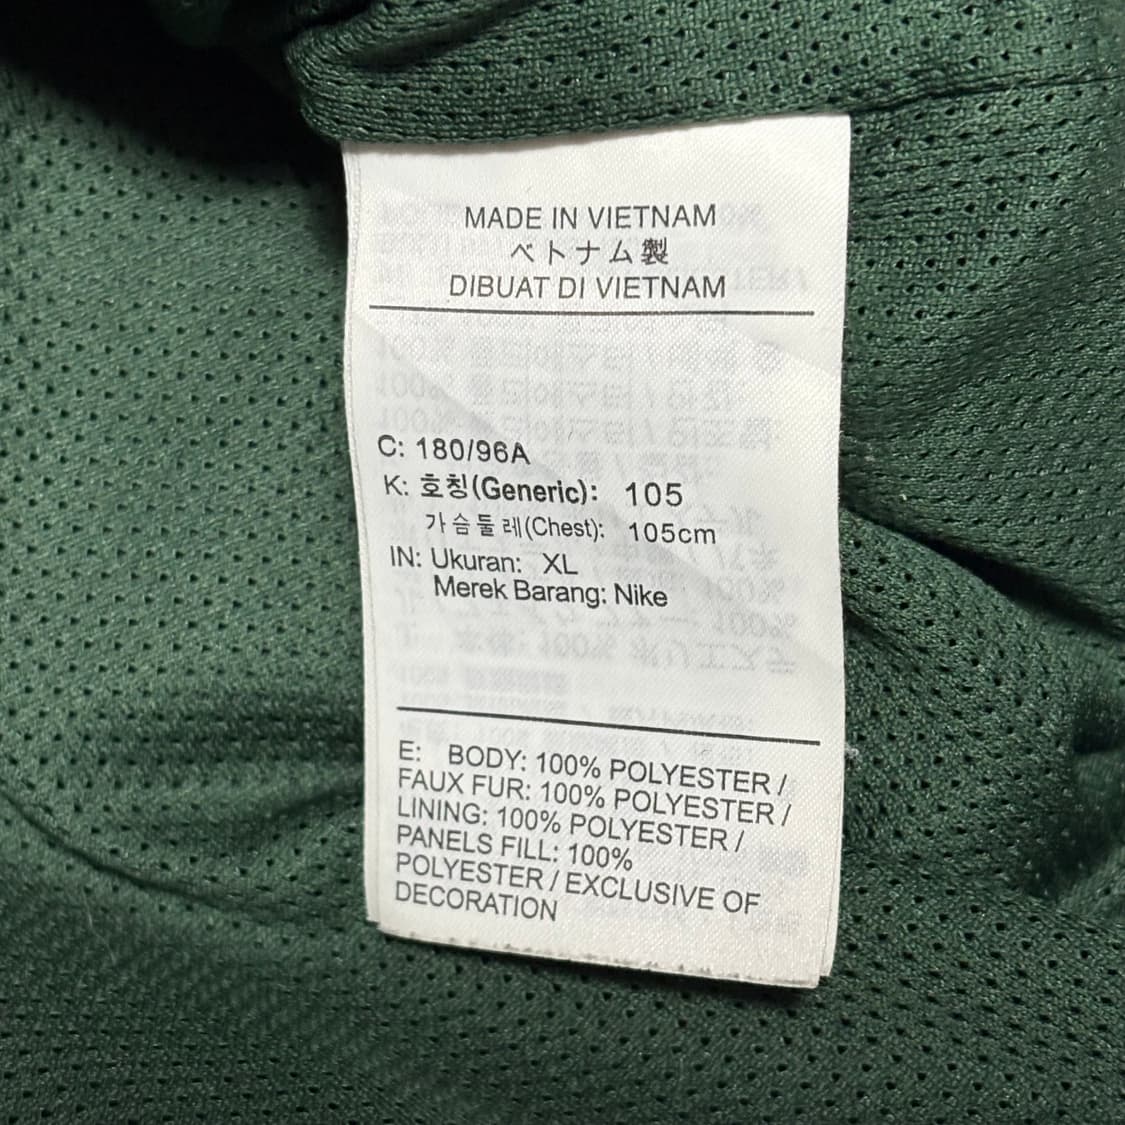 MADE IN VIETNAM
ベトナム製
DIBUAT DI VIETNAM
C: 180/96A
K: 호칭(Generic): 105
가슴둘레(Chest): 105cm
IN: Ukuran: XL
Merek Barang: Nike
E: BODY: 100% POLYESTER /
FAUX FUR: 100% POLYESTER /
LINING: 100% POLYESTER /
PANELS FILL: 100%
POLYESTER / EXCLUSIVE OF
DECORATION